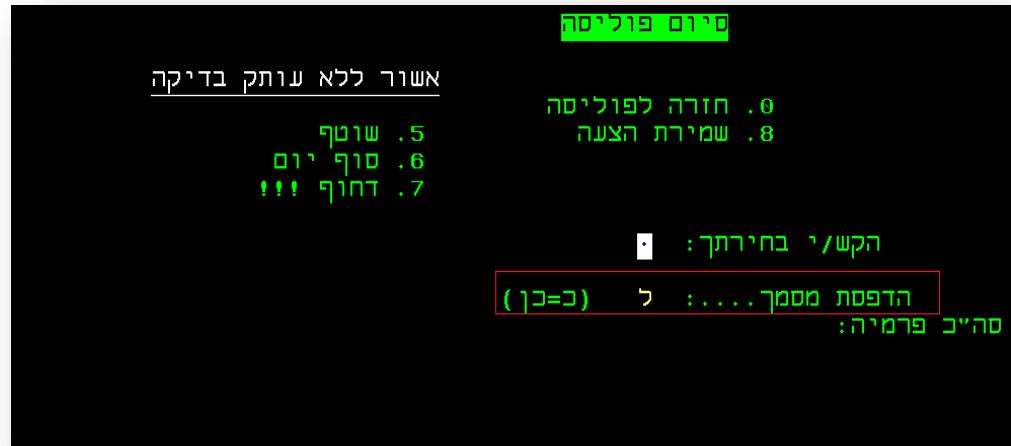 סיום פוליסה
אשור ללא עותק בדיקה
0. חזרה לפוליסה
8. שמירת הצעה
5. שוטף
6. סוף יום
7. דחוף !!!
הקש/י בחירתך:
הדפסת מסמך....: ל (כ=כן)
סה"כ פרמיה: